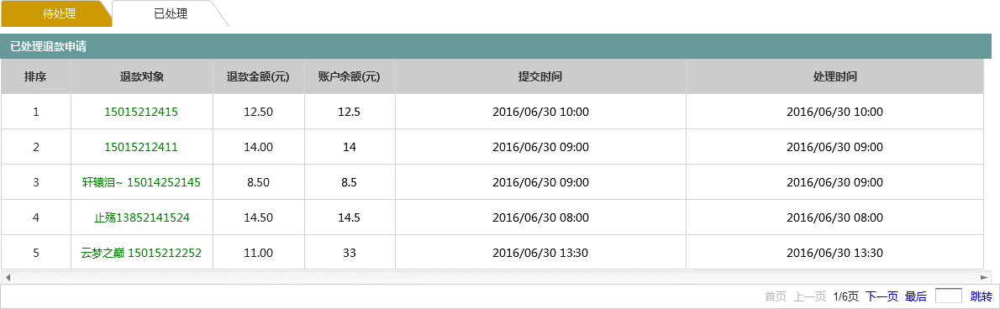 待处理 已处理
已处理退款申请
排序 退款对象 退款金额(元) 账户余额(元) 提交时间 处理时间
1 15015212415 12.50 12.5 2016/06/30 10:00 2016/06/30 10:00
2 15015212411 14.00 14 2016/06/30 09:00 2016/06/30 09:00
3 轩辕泪~ 15014252145 8.50 8.5 2016/06/30 09:00 2016/06/30 09:00
4 止殇13852141524 14.50 14.5 2016/06/30 08:00 2016/06/30 08:00
5 云梦之巅 15015212252 11.00 33 2016/06/30 13:30 2016/06/30 13:30
首页 上一页 1/6页 下一页 最后 跳转